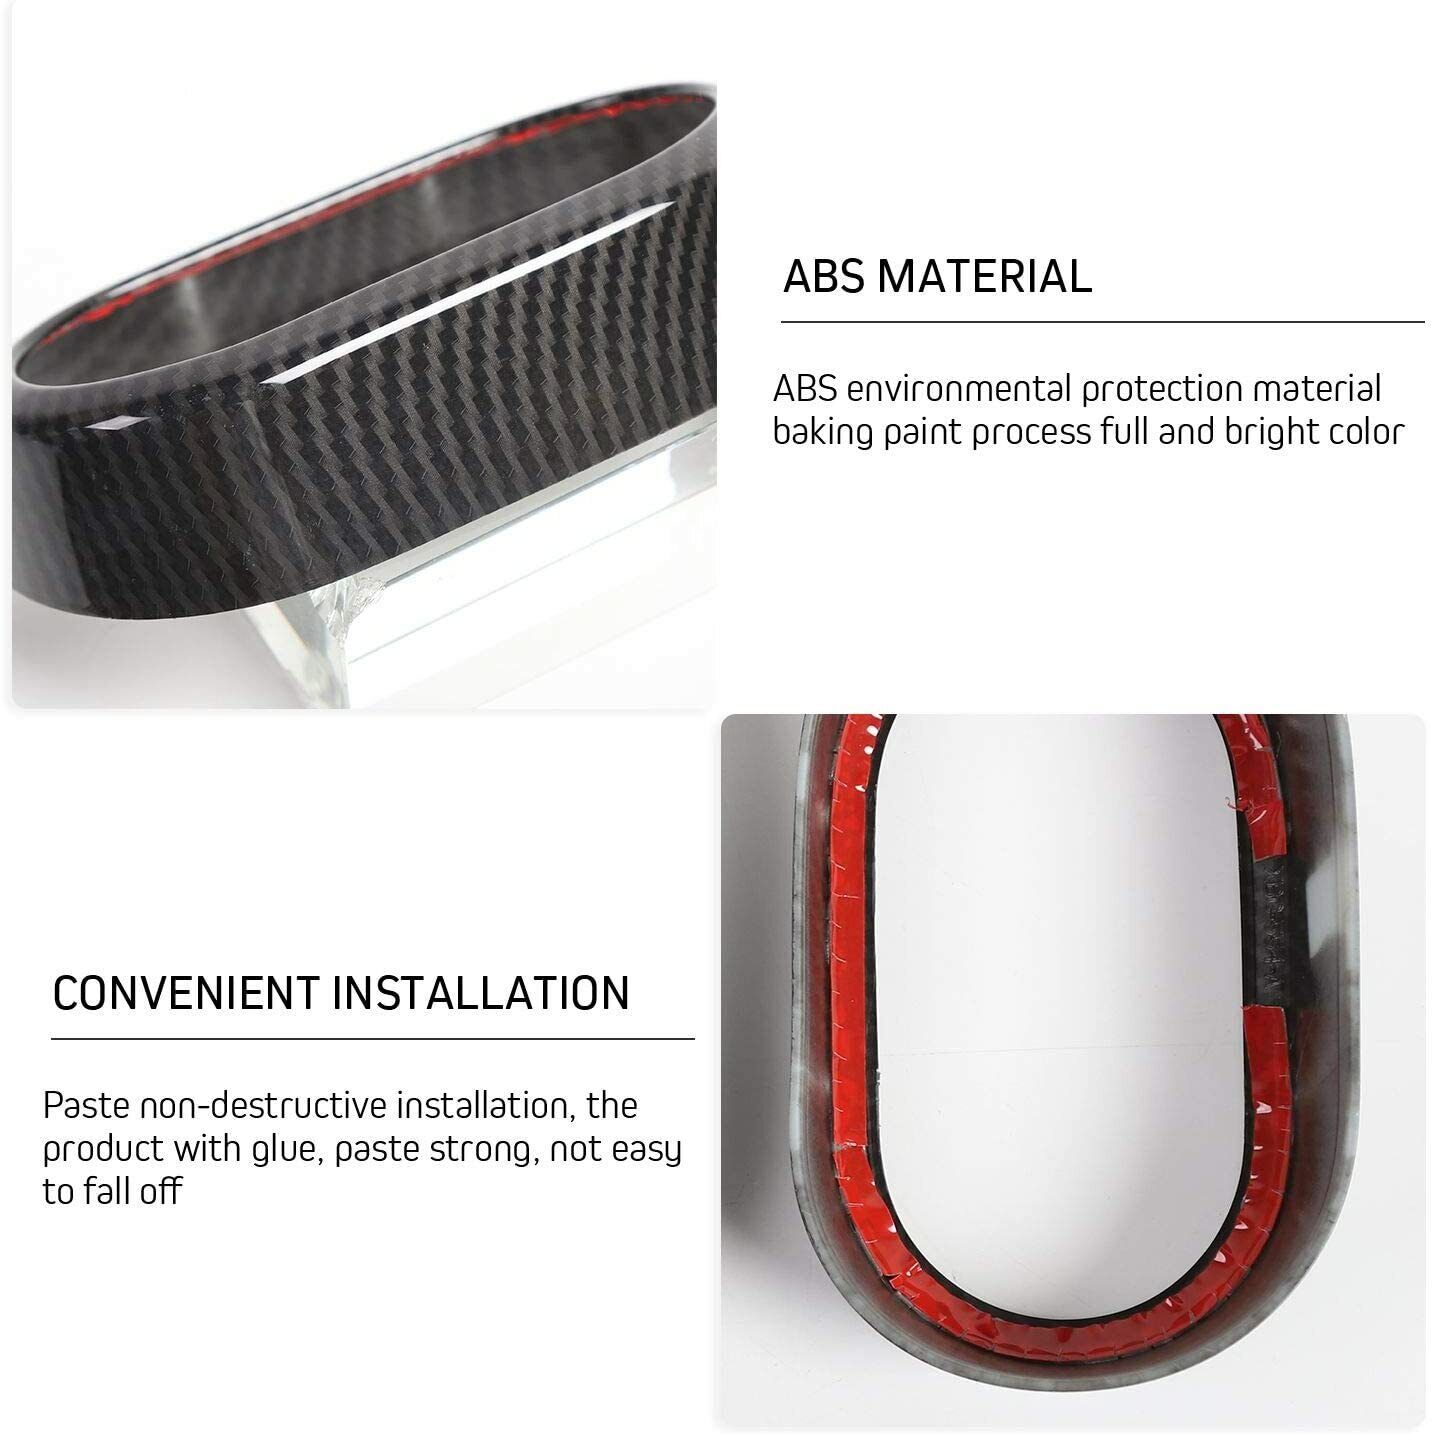 ABS MATERIAL
ABS environmental protection material
baking paint process full and bright color
CONVENIENT INSTALLATION
Paste non-destructive installation, the
product with glue, paste strong, not easy
to fall off